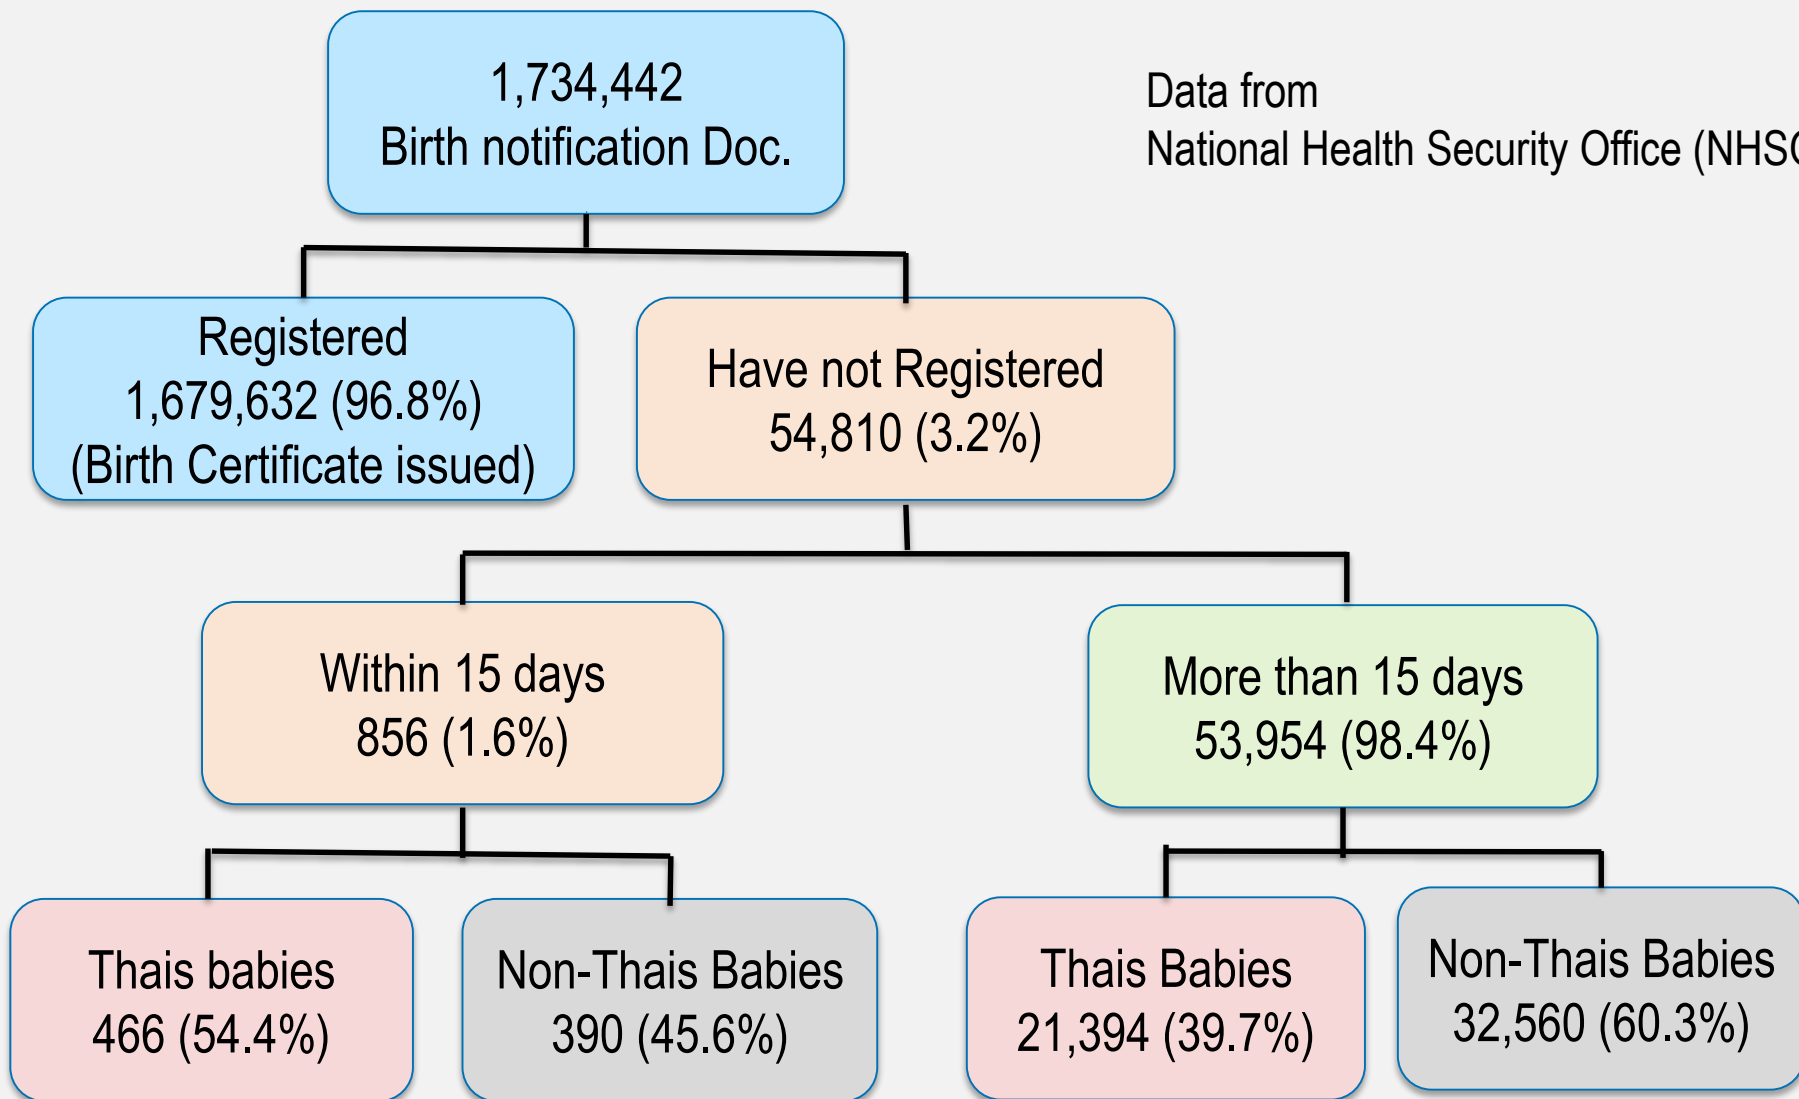 1,734,442
Birth notification Doc.
Data from
National Health Security Office (NHSO
Registered
1,679,632 (96.8%)
(Birth Certificate issued)
Have not Registered
54,810 (3.2%)
Within 15 days
856 (1.6%)
More than 15 days
53,954 (98.4%)
Thais babies
466 (54.4%)
Non-Thais Babies
390 (45.6%)
Thais Babies
21,394 (39.7%)
Non-Thais Babies
32,560 (60.3%)